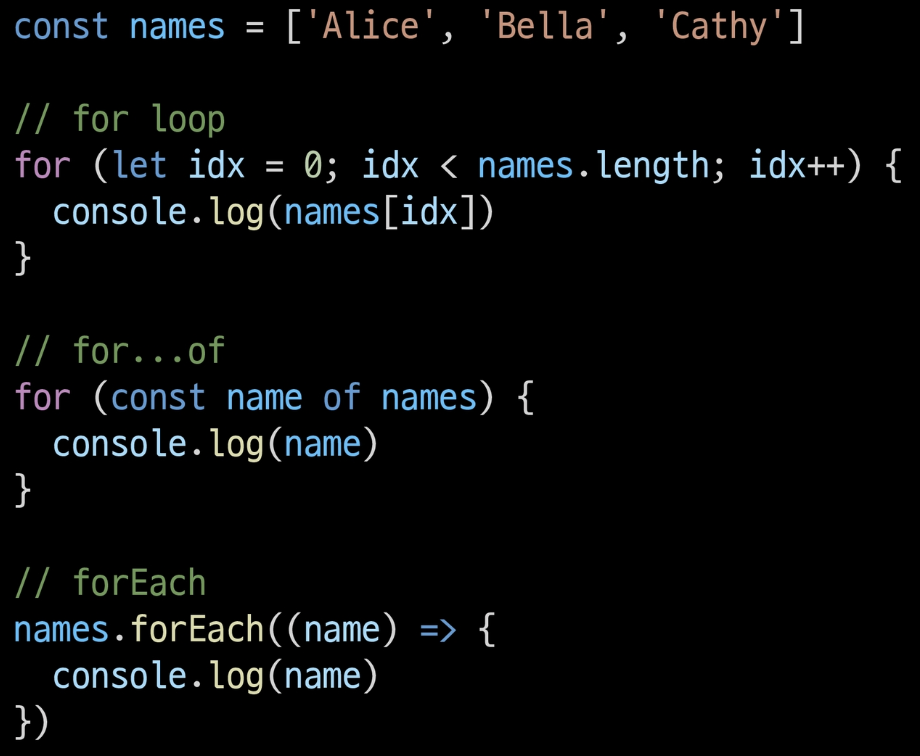 const names = ['Alice', 'Bella', 'Cathy']
// for loop
for (let idx = 0; idx < names.length; idx++) {
  console.log(names[idx])
}
// for...of
for (const name of names) {
  console.log(name)
}
// forEach
names.forEach((name) => {
  console.log(name)
})